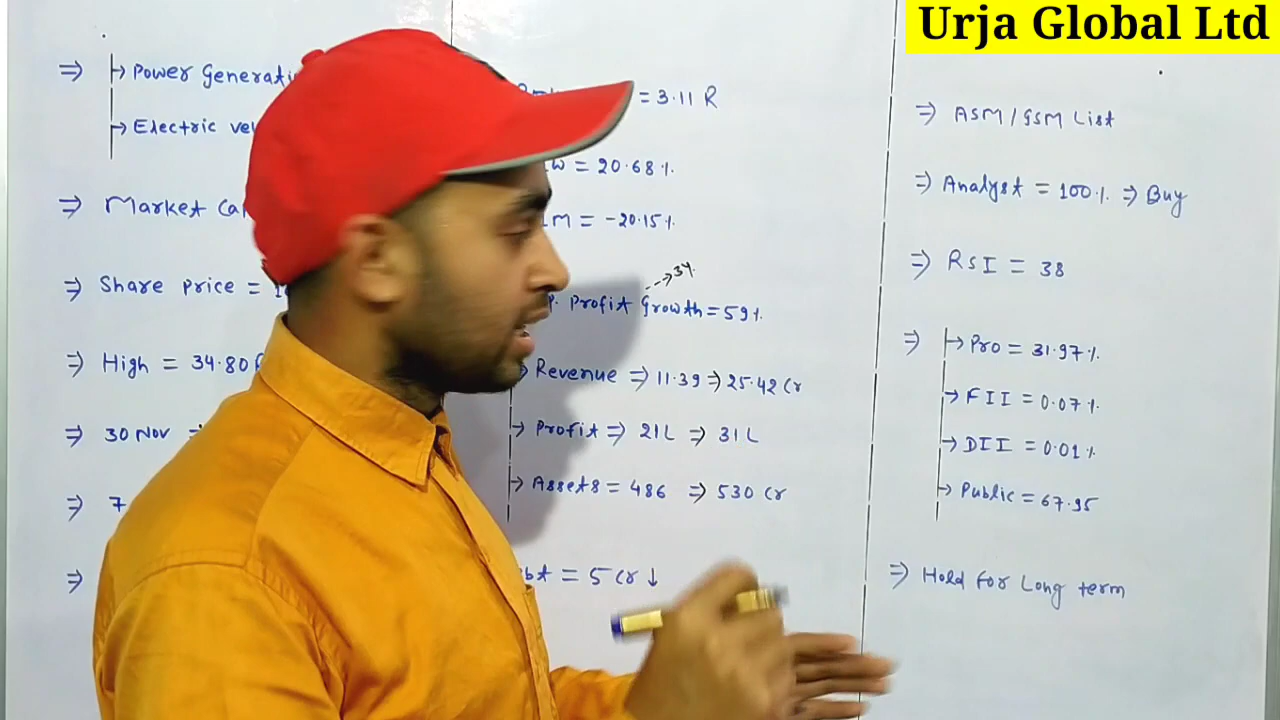 Urja Global Ltd
⇒ Power Generati
Electric ve
⇒ Market Ca
⇒ Share price =
⇒ High = 34.80
⇒ 30 Nov
⇒ 7
⇒
= 3.11 R
= 20.68%
M = -20.15%
→ 3%
P. Profit Growth = 59%
Revenue ⇒ 11.39 ⇒ 25.42 Cr
Profit ⇒ 21L ⇒ 31L
Assets = 486 ⇒ 530 Cr
bt = 5 Cr ↓
⇒ ASM / GSM List
⇒ Analyst = 100% ⇒ Buy
⇒ RSI = 38
⇒ Pro = 31.97%
FII = 0.07%
DII = 0.01%
Public = 67.95
⇒ Hold for Long term